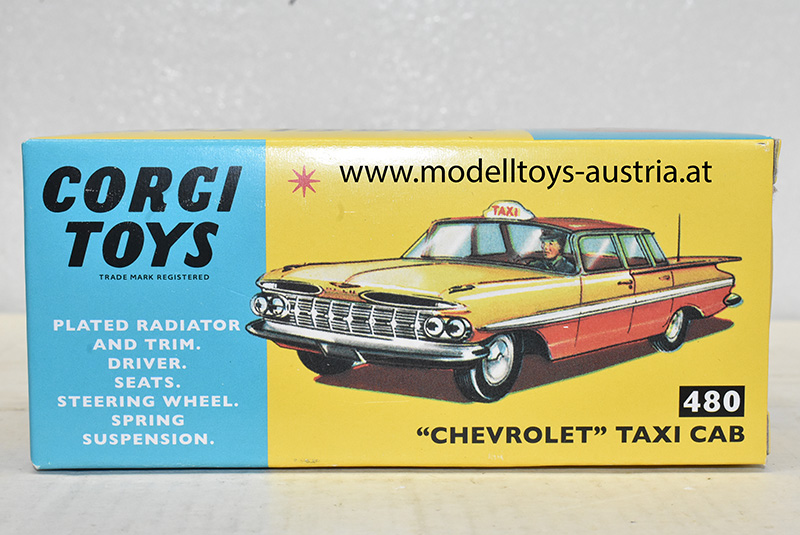 CORGI
TOYS
TRADE MARK REGISTERED
PLATED RADIATOR
AND TRIM.
DRIVER.
SEATS.
STEERING WHEEL.
SPRING
SUSPENSION.
www.modelltoys-austria.at
TAXI
480
“CHEVROLET” TAXI CAB